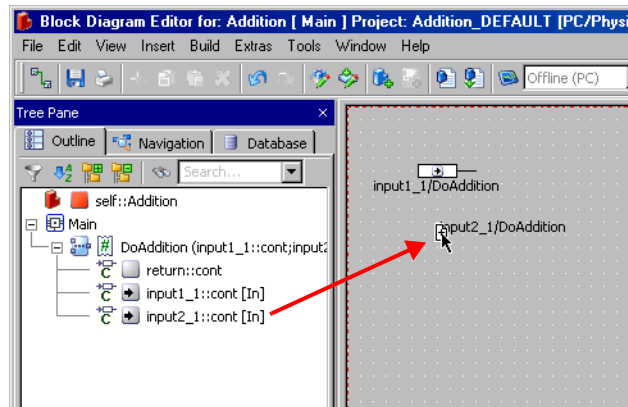 Block Diagram Editor for: Addition [ Main ] Project: Addition_DEFAULT [PC/Physi
File Edit View Insert Build Extras Tools Window Help
Offline (PC)
Tree Pane
Outline Navigation Database
Search...
self::Addition
Main
DoAddition (input1_1::cont;input2
return::cont
input1_1::cont [In]
input2_1::cont [In]
input1_1/DoAddition
input2_1/DoAddition